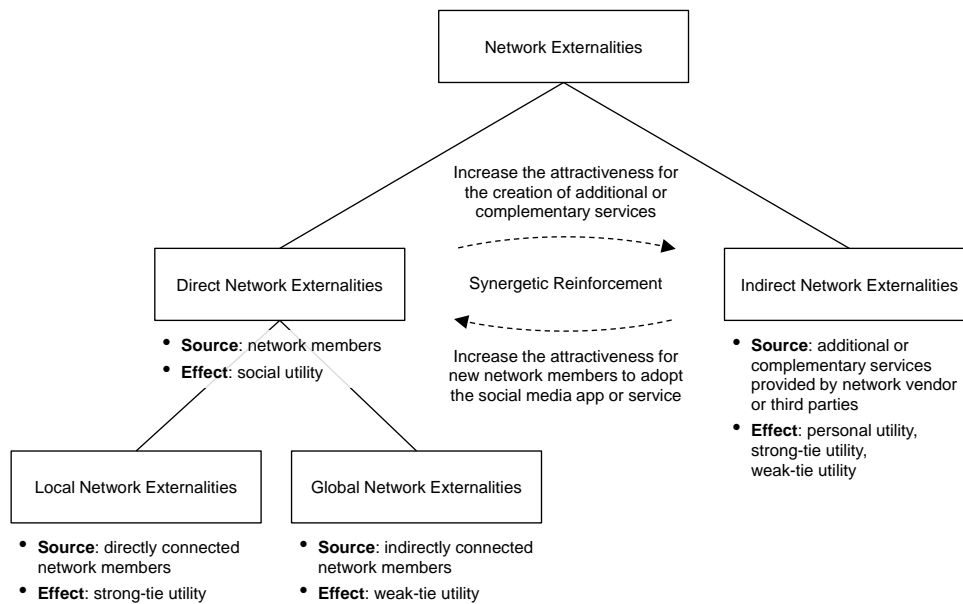 Network Externalities
Increase the attractiveness for
the creation of additional or
complementary services
Direct Network Externalities
Synergetic Reinforcement
Indirect Network Externalities
• Source: network members
• Effect: social utility
Increase the attractiveness for
new network members to adopt
the social media app or service
• Source: additional or
complementary services
provided by network vendor
or third parties
• Effect: personal utility,
strong-tie utility,
weak-tie utility
Local Network Externalities
Global Network Externalities
• Source: directly connected
network members
• Effect: strong-tie utility
• Source: indirectly connected
network members
• Effect: weak-tie utility